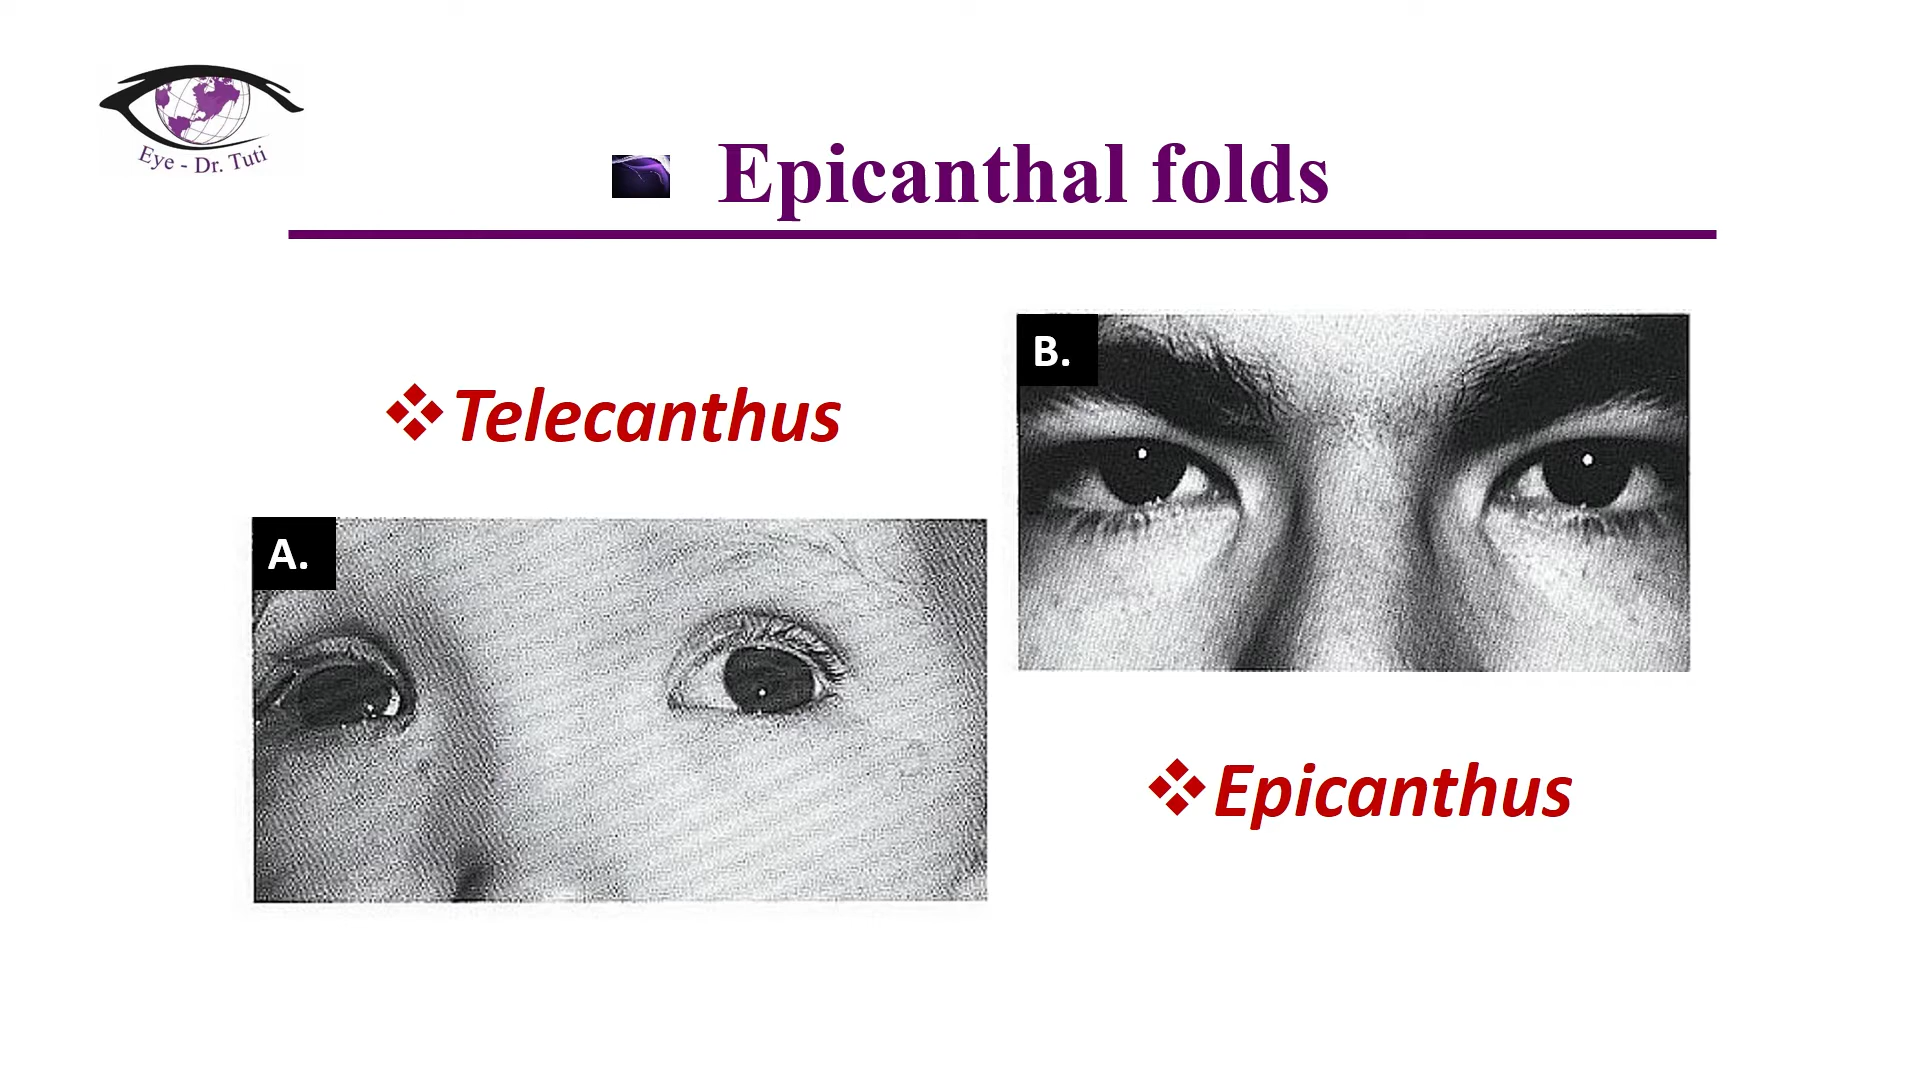 Eye - Dr. Tuti
Epicanthal folds
Telecanthus
A.
B.
Epicanthus